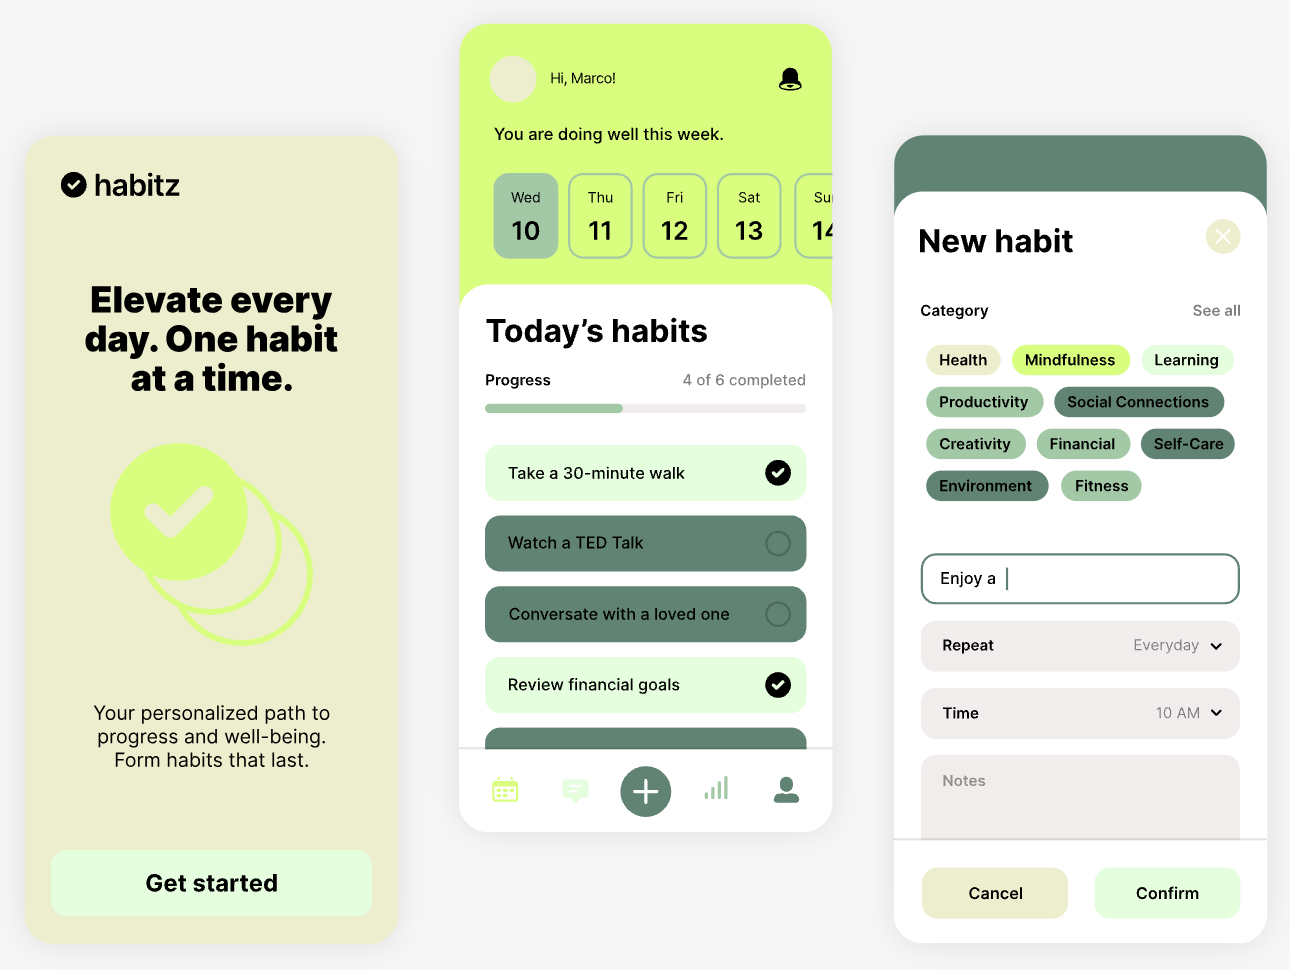 habitz
Elevate every
day. One habit
at a time.
Your personalized path to
progress and well-being.
Form habits that last.
Get started
Hi, Marco!
You are doing well this week.
Wed Thu Fri Sat Sun
10 11 12 13 14
Today’s habits
Progress 4 of 6 completed
Take a 30-minute walk
Watch a TED Talk
Conversate with a loved one
Review financial goals
New habit
Category See all
Health Mindfulness Learning
Productivity Social Connections
Creativity Financial Self-Care
Environment Fitness
Enjoy a
Repeat Everyday
Time 10 AM
Notes
Cancel Confirm